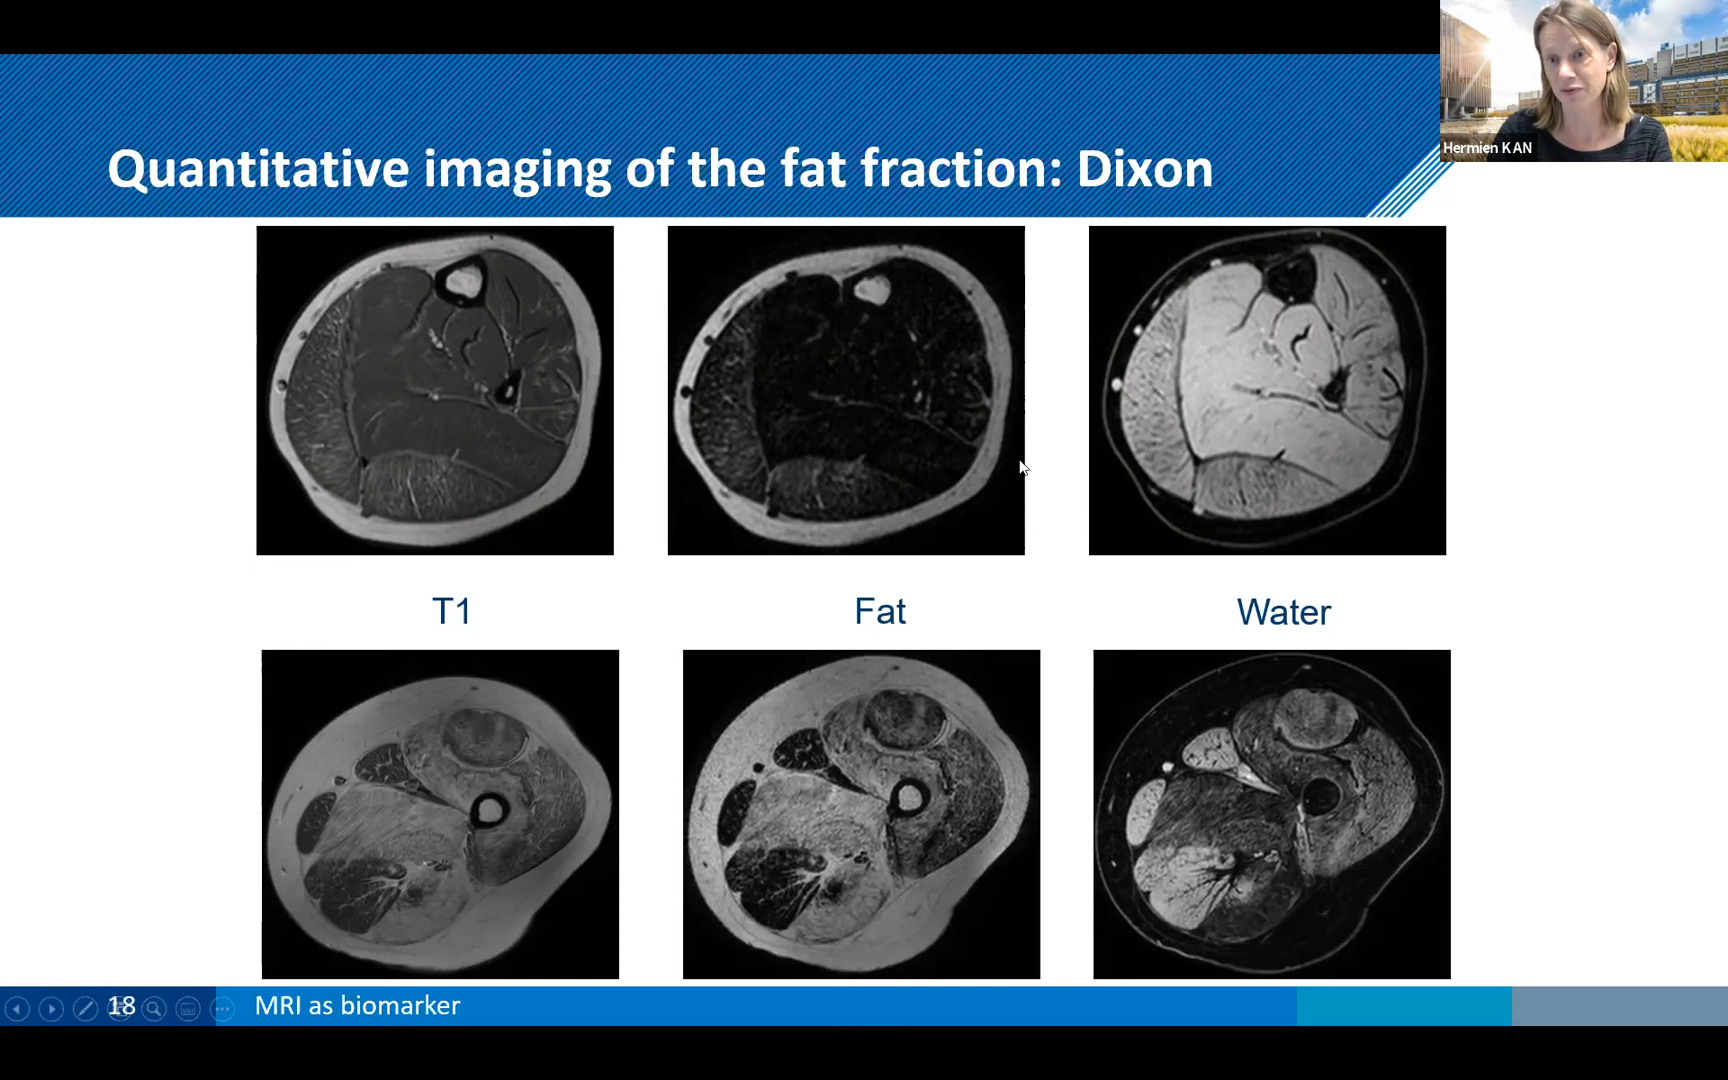 Quantitative imaging of the fat fraction: Dixon
Hermien KAN
T1
Fat
Water
18
MRI as biomarker